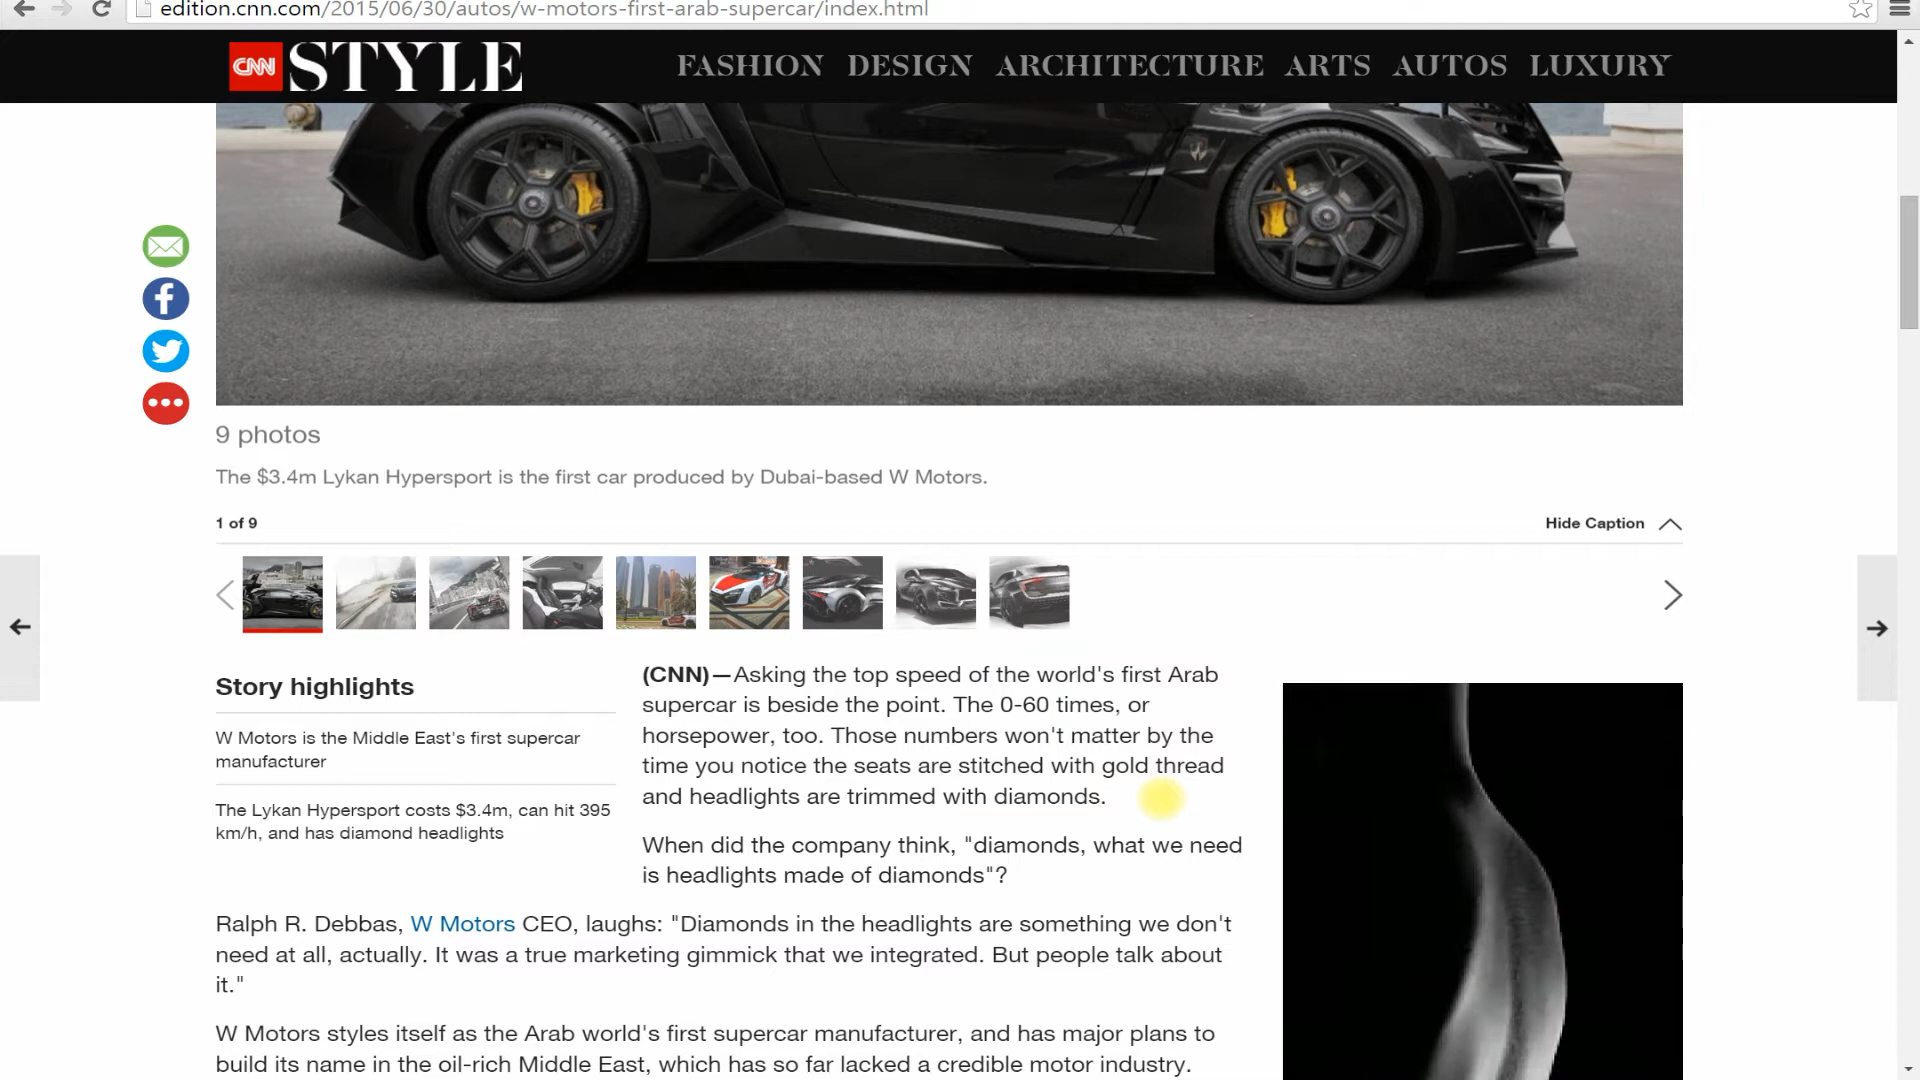 edition.cnn.com/2015/06/30/autos/w-motors-first-arab-supercar/index.html
CNN STYLE
FASHION DESIGN ARCHITECTURE ARTS AUTOS LUXURY
9 photos
The $3.4m Lykan Hypersport is the first car produced by Dubai-based W Motors.
1 of 9
Hide Caption
Story highlights
W Motors is the Middle East's first supercar
manufacturer
The Lykan Hypersport costs $3.4m, can hit 395
km/h, and has diamond headlights
(CNN)—Asking the top speed of the world's first Arab
supercar is beside the point. The 0-60 times, or
horsepower, too. Those numbers won't matter by the
time you notice the seats are stitched with gold thread
and headlights are trimmed with diamonds.
When did the company think, "diamonds, what we need
is headlights made of diamonds"?
Ralph R. Debbas, W Motors CEO, laughs: "Diamonds in the headlights are something we don't
need at all, actually. It was a true marketing gimmick that we integrated. But people talk about
it."
W Motors styles itself as the Arab world's first supercar manufacturer, and has major plans to
build its name in the oil-rich Middle East, which has so far lacked a credible motor industry.